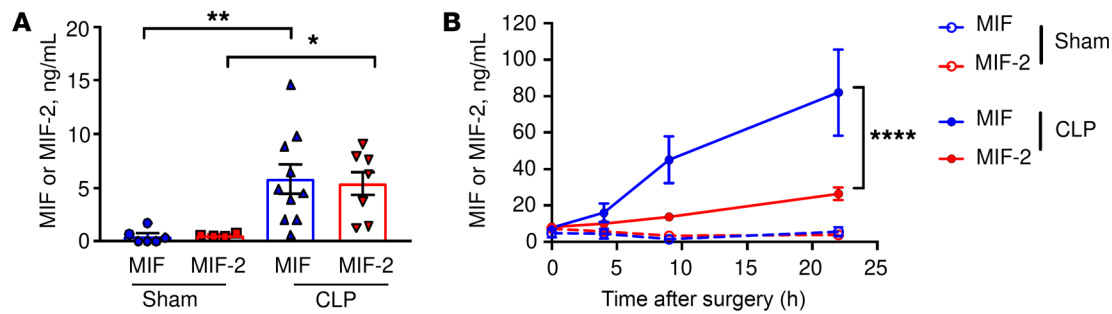 A
MIF or MIF-2, ng/mL
20
15
10
5
0
**
*
MIF MIF-2 MIF MIF-2
Sham CLP
B
MIF or MIF-2, ng/mL
120
100
80
60
40
20
0
0 5 10 15 20 25
Time after surgery (h)
****
MIF
MIF-2
Sham
MIF
MIF-2
CLP